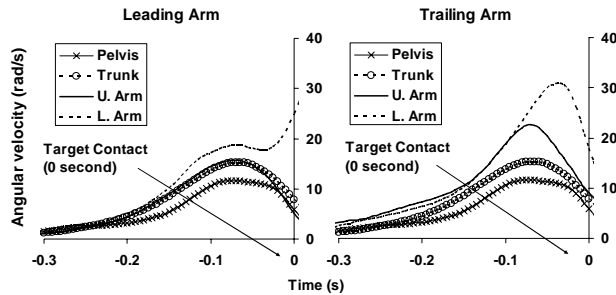 Leading Arm
Trailing Arm
Angular velocity (rad/s)
Pelvis
Trunk
U. Arm
L. Arm
Target Contact
(0 second)
40
30
20
10
0
-0.3
-0.2
-0.1
0
Pelvis
Trunk
U. Arm
L. Arm
Target Contact
(0 second)
40
30
20
10
0
-0.3
-0.2
-0.1
0
Time (s)